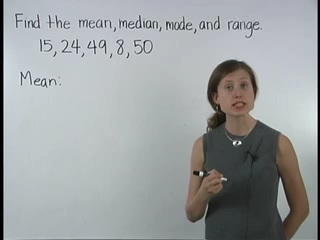 Find the mean, median, mode, and range.
15, 24, 49, 8, 50
Mean: